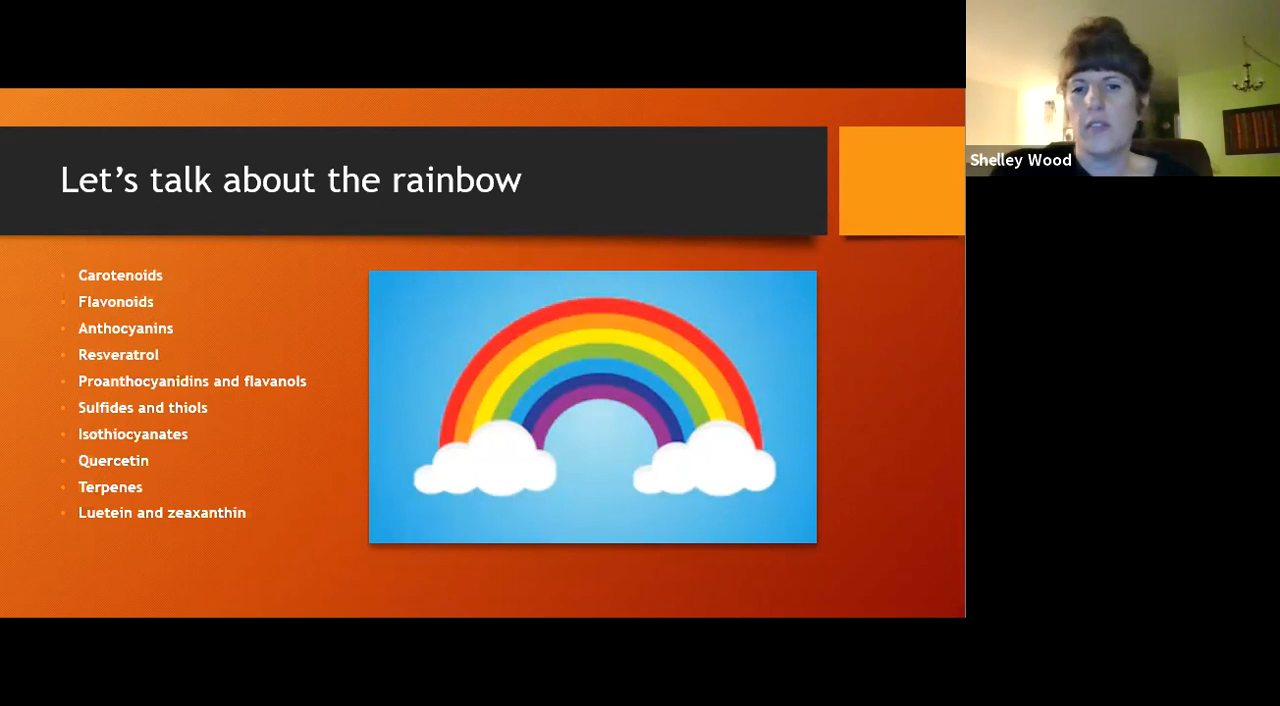 Let’s talk about the rainbow
Carotenoids
Flavonoids
Anthocyanins
Resveratrol
Proanthocyanidins and flavanols
Sulfides and thiols
Isothiocyanates
Quercetin
Terpenes
Luetein and zeaxanthin
Shelley Wood